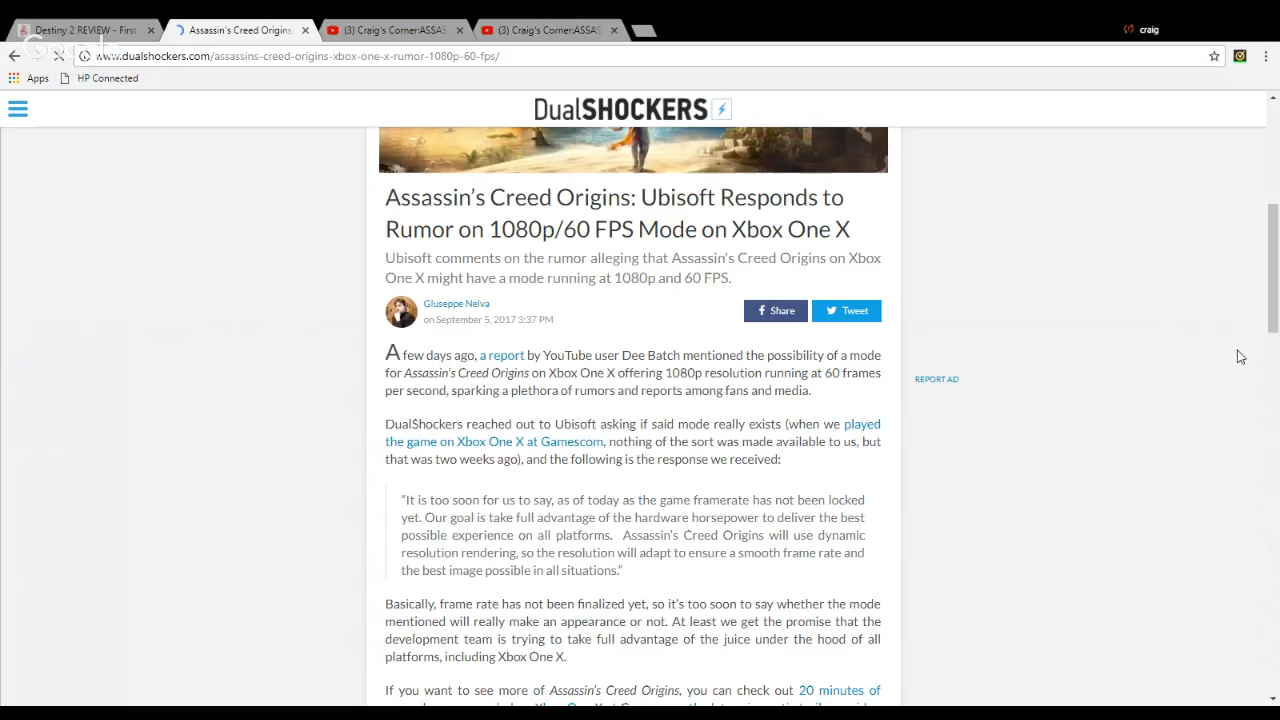 Destiny 2 REVIEW - Firs
Assassin's Creed Origins
(3) Craig's Corner:ASSAS
(3) Craig's Corner:ASSAS
craig
Google
www.dualshockers.com/assassins-creed-origins-xbox-one-x-rumor-1080p-60-fps/
Apps
HP Connected
DualSHOCKERS
Assassin's Creed Origins: Ubisoft Responds to
Rumor on 1080p/60 FPS Mode on Xbox One X
Ubisoft comments on the rumor alleging that Assassin's Creed Origins on Xbox
One X might have a mode running at 1080p and 60 FPS.
Giuseppe Nelva
on September 5, 2017 3:37 PM
Share
Tweet
A few days ago, a report by YouTube user Dee Batch mentioned the possibility of a mode
for Assassin's Creed Origins on Xbox One X offering 1080p resolution running at 60 frames
per second, sparking a plethora of rumors and reports among fans and media.
REPORT AD
DualShockers reached out to Ubisoft asking if said mode really exists (when we played
the game on Xbox One X at Gamescom, nothing of the sort was made available to us, but
that was two weeks ago), and the following is the response we received:
“It is too soon for us to say, as of today as the game framerate has not been locked
yet. Our goal is take full advantage of the hardware horsepower to deliver the best
possible experience on all platforms. Assassin's Creed Origins will use dynamic
resolution rendering, so the resolution will adapt to ensure a smooth frame rate and
the best image possible in all situations.”
Basically, frame rate has not been finalized yet, so it's too soon to say whether the mode
mentioned will really make an appearance or not. At least we get the promise that the
development team is trying to take full advantage of the juice under the hood of all
platforms, including Xbox One X.
If you want to see more of Assassin's Creed Origins, you can check out 20 minutes of